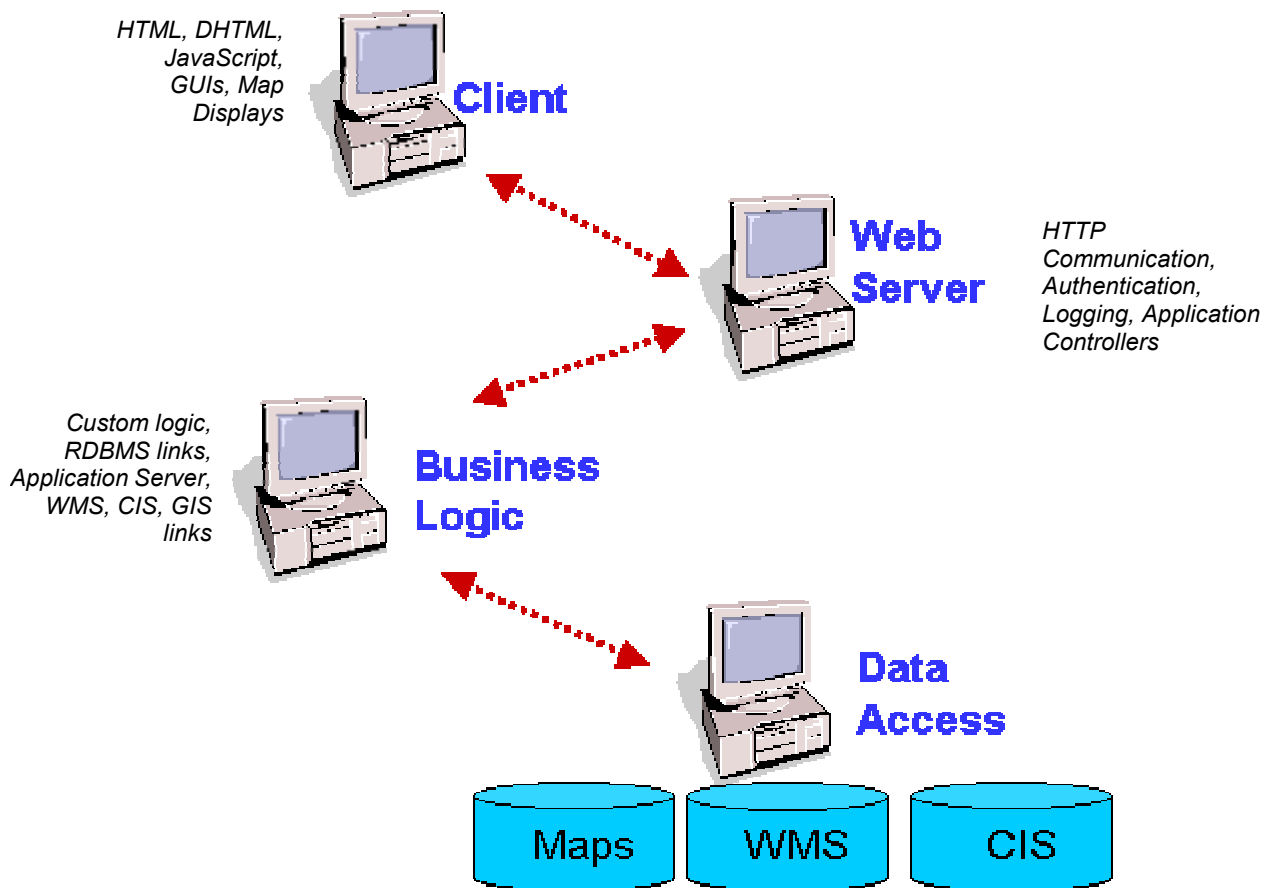 HTML, DHTML,
JavaScript,
GUIs, Map
Displays
Client
Web
Server
HTTP
Communication,
Authentication,
Logging, Application
Controllers
Custom logic,
RDBMS links,
Application Server,
WMS, CIS, GIS
links
Business
Logic
Data
Access
Maps
WMS
CIS